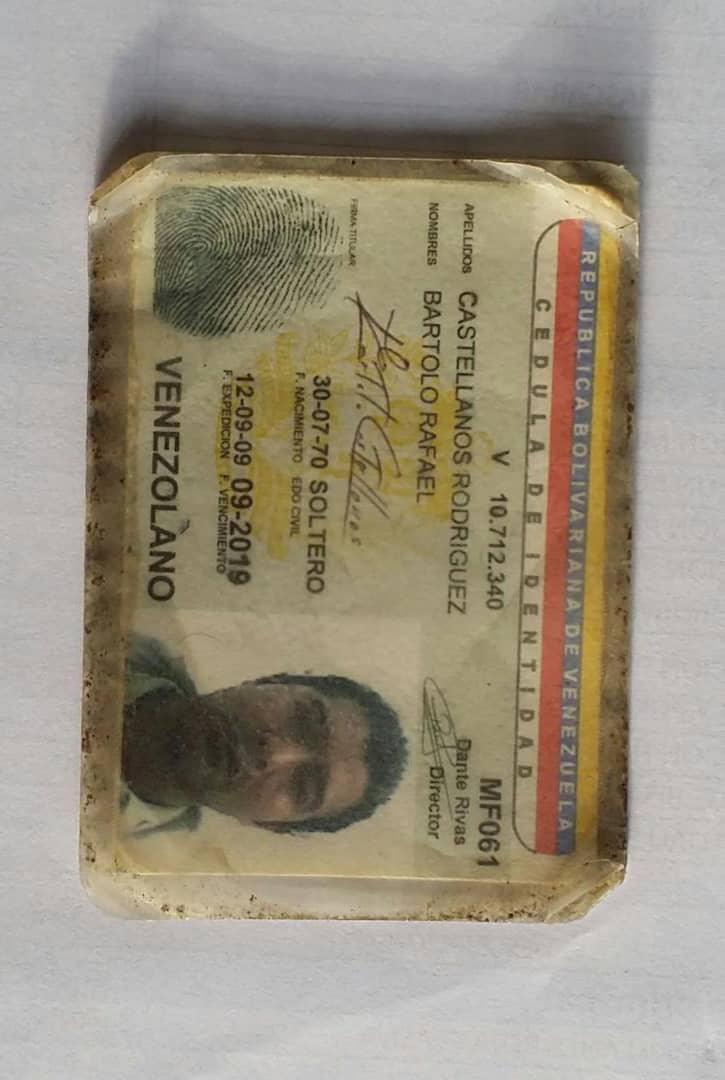 REPUBLICA BOLIVARIANA DE VENEZUELA
CEDULA DE IDENTIDAD
V 10.712.340
MF061
APELLIDOS CASTELLANOS RODRIGUEZ
NOMBRES BARTOLO RAFAEL
Dante Rivas
Director
FIRMA TITULAR
30-07-70 SOLTERO
F. NACIMIENTO EDO CIVIL
12-09-09 09-2019
F. EXPEDICION F. VENCIMIENTO
VENEZOLANO